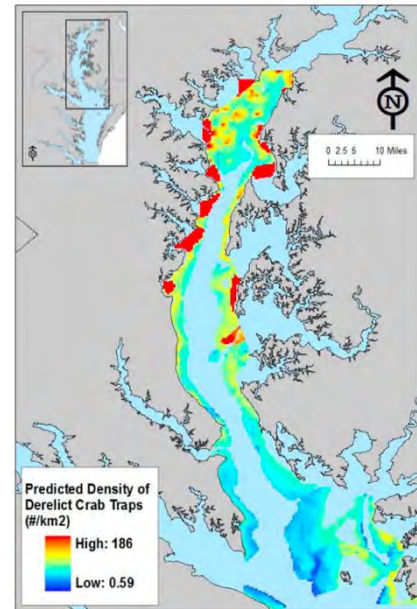 N
0 2.5 5 10 Miles
Predicted Density of
Derelict Crab Traps
(#/km2)
High: 186
Low: 0.59